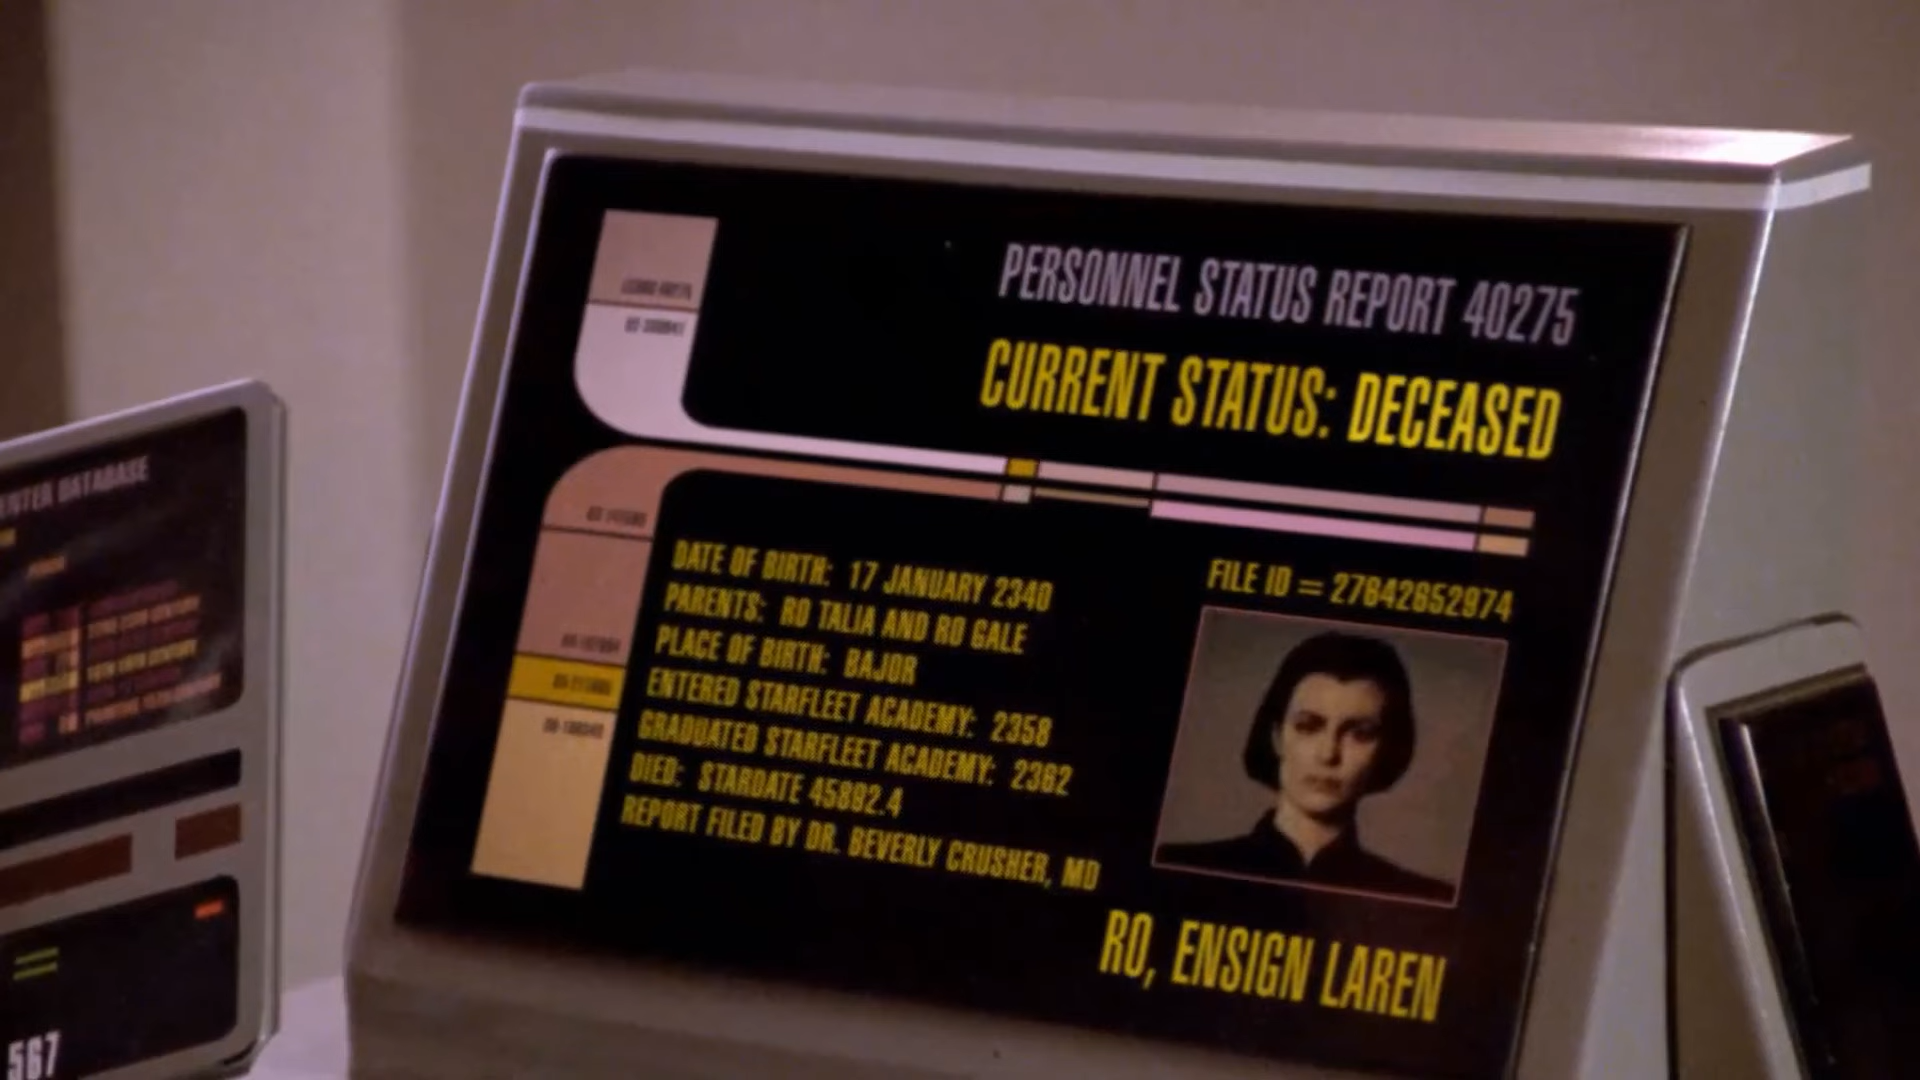 PERSONNEL STATUS REPORT 40275
CURRENT STATUS: DECEASED
DATE OF BIRTH: 17 JANUARY 2340
PARENTS: RO TALIA AND RO GALE
PLACE OF BIRTH: BAJOR
ENTERED STARFLEET ACADEMY: 2358
GRADUATED STARFLEET ACADEMY: 2362
DIED: STARDATE 45892.4
REPORT FILED BY DR. BEVERLY CRUSHER, MD
FILE ID = 27642652974
RO, ENSIGN LAREN
DATABASE
567